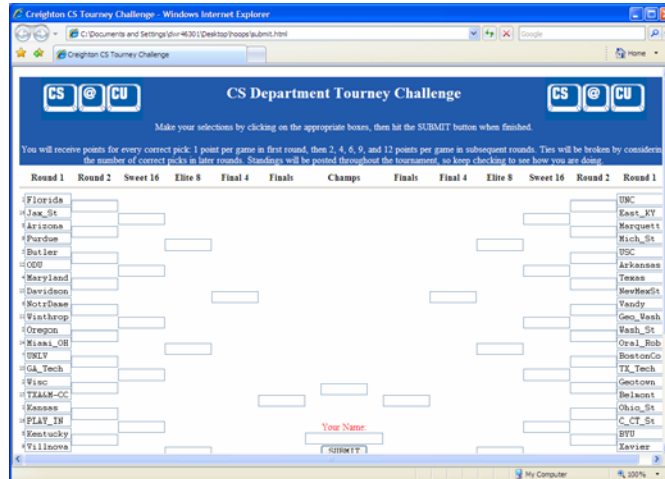 Creighton CS Tourney Challenge - Windows Internet Explorer
C:\Documents and Settings\dwr46301\Desktop\hoops\submit.html
Google
Creighton CS Tourney Challenge
Home
CS @ CU
CS Department Tourney Challenge
CS @ CU
Make your selections by clicking on the appropriate boxes, then hit the SUBMIT button when finished.
You will receive points for every correct pick: 1 point per game in first round, then 2, 4, 6, 9, and 12 points per game in subsequent rounds. Ties will be broken by considerin
the number of correct picks in later rounds. Standings will be posted throughout the tournament, so keep checking to see how you are doing.
Round 1 Round 2 Sweet 16 Elite 8 Final 4 Finals Champs Finals Final 4 Elite 8 Sweet 16 Round 2 Round 1
Florida UNC
Jax_St East_KY
Arizona Marquett
Purdue Mich_St
Butler USC
ODU Arkansas
Maryland Texas
Davidson NewMexSt
NotrDame Vandy
Winthrop Geo_Wash
Oregon Wash_St
Miami_OH Oral_Rob
UNLV BostonCo
GA_Tech TX_Tech
Wisc Geotown
TXA&M-CC Belmont
Kansas Ohio_St
PLAY_IN Your Name: C_CT_St
Kentucky BYU
Villnova SUBMIT Xavier
My Computer 100%